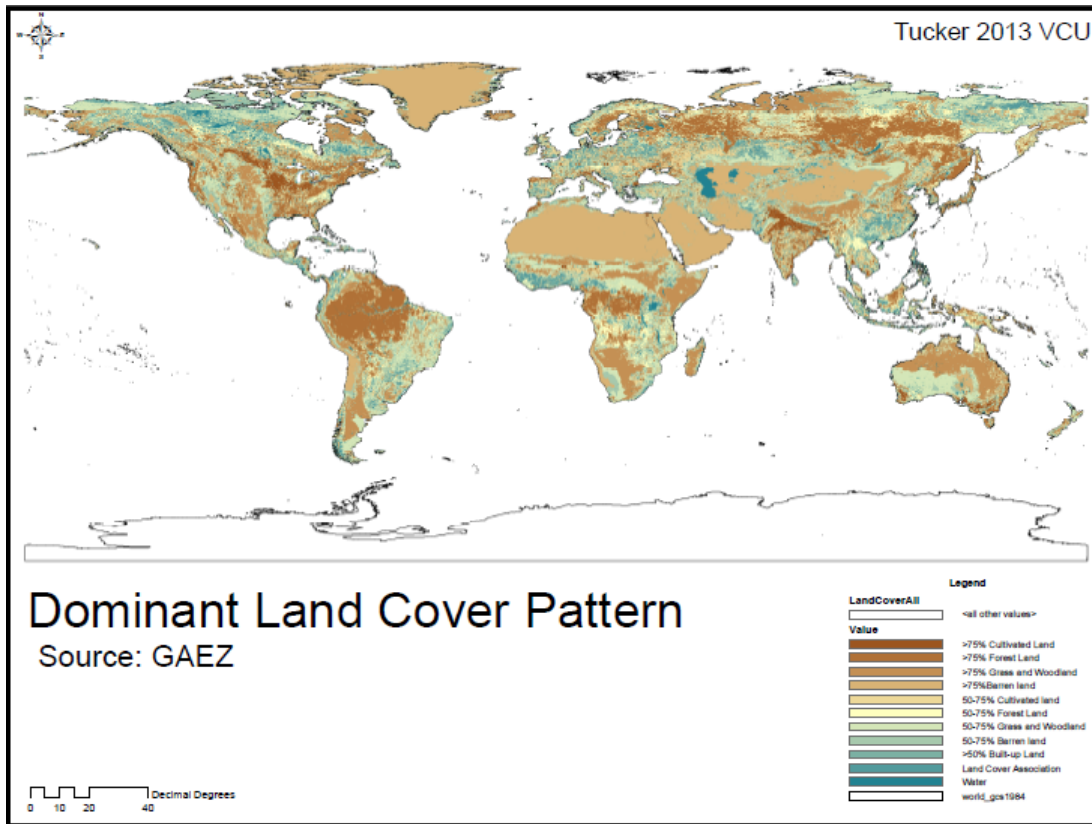 N
W
E
S
Tucker 2013 VCU
Dominant Land Cover Pattern
Source: GAEZ
Legend
LandCoverAll
<all other values>
Value
>75% Cultivated Land
>75% Forest Land
>75% Grass and Woodland
>75%Barren land
50-75% Cultivated land
50-75% Forest Land
50-75% Grass and Woodland
50-75% Barren land
>50% Built-up Land
Land Cover Association
Water
world_gcs1984
Decimal Degrees
0 10 20 40